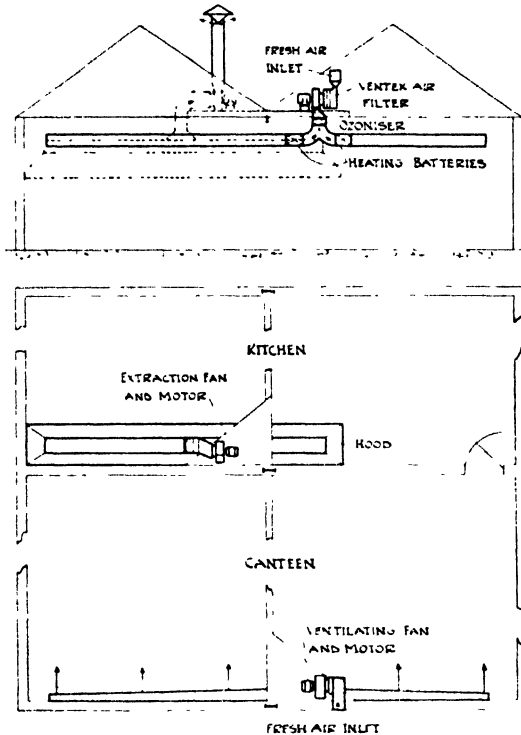 FRESH AIR
INLET
VENTEX AIR
FILTER
OZONISER
HEATING BATTERIES
KITCHEN
EXTRACTION FAN
AND MOTOR
HOOD
CANTEEN
VENTILATING FAN
AND MOTOR
FRESH AIR INLET